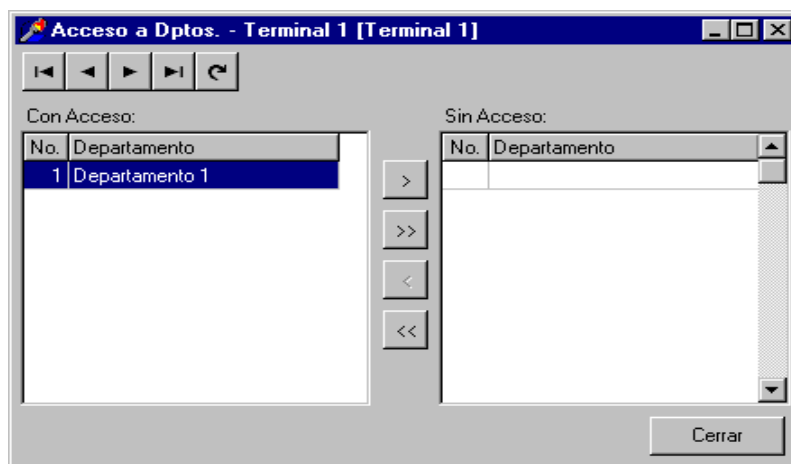 Acceso a Dptos. - Terminal 1 [Terminal 1]
Con Acceso:
Sin Acceso:
No. Departamento
No. Departamento
1 Departamento 1
>
>>
<
<<
Cerrar